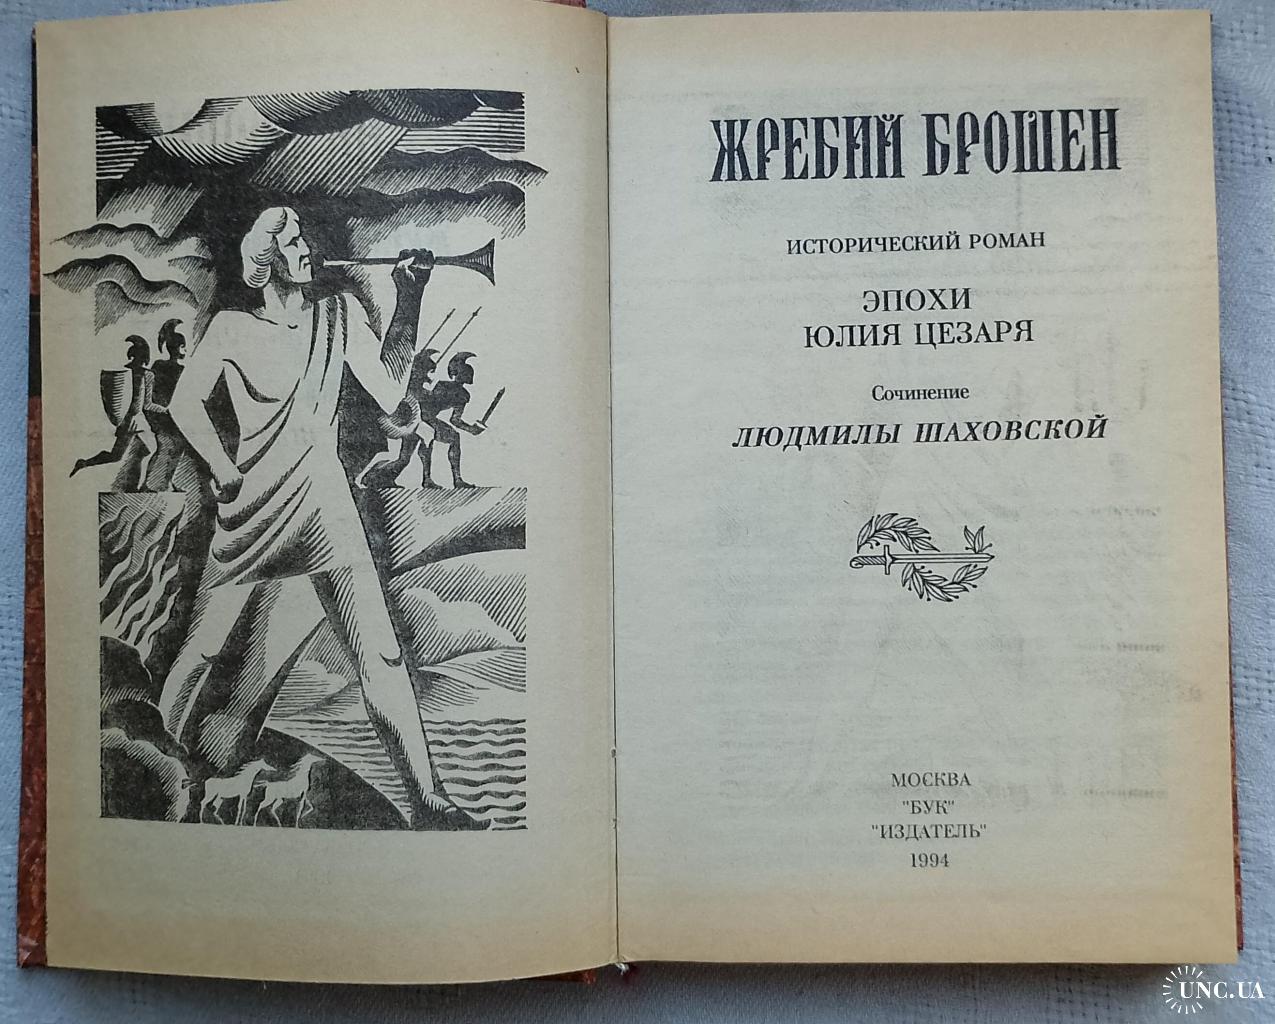 ЖРЕБИЙ БРОШЕН
ИСТОРИЧЕСКИЙ РОМАН
ЭПОХИ
ЮЛИЯ ЦЕЗАРЯ
Сочинение
ЛЮДМИЛЫ ШАХОВСКОЙ
МОСКВА
"БУК"
"ИЗДАТЕЛЬ"
1994
UNC.UA